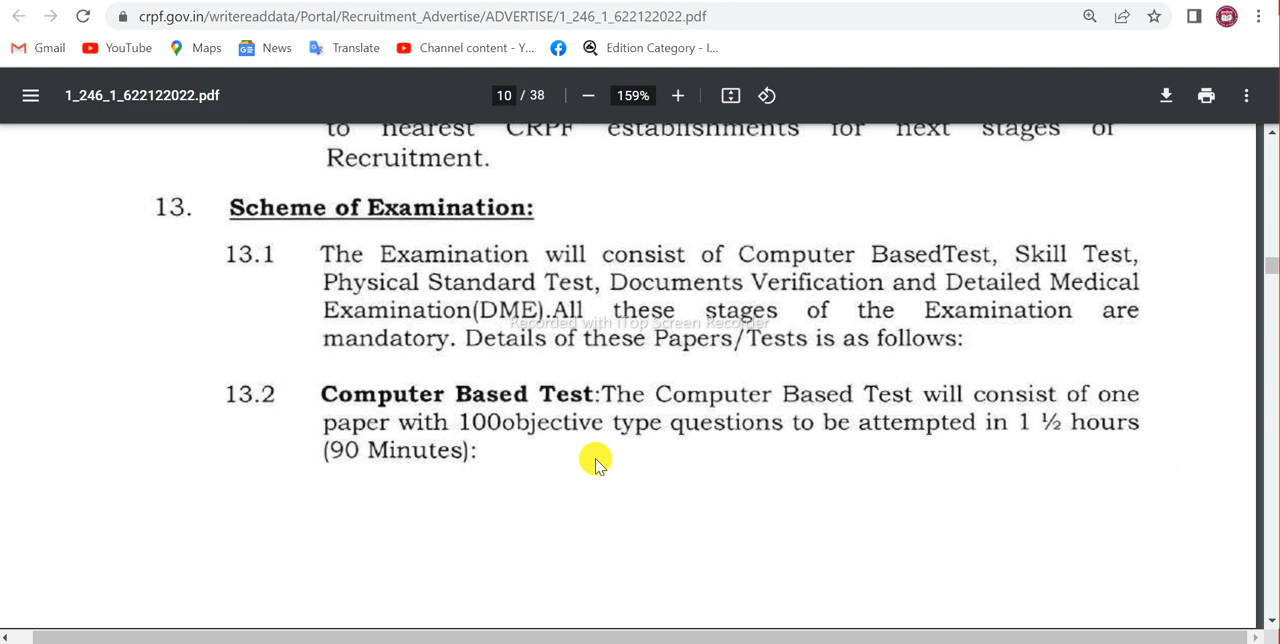 crpf.gov.in/writereaddata/Portal/Recruitment_Advertise/ADVERTISE/1_246_1_622122022.pdf
Gmail YouTube Maps News Translate Channel content - Y... Edition Category - I...
1_246_1_622122022.pdf 10 / 38 159%
to nearest CRPF establishments for next stages of
Recruitment.
13. Scheme of Examination:
13.1 The Examination will consist of Computer BasedTest, Skill Test,
Physical Standard Test, Documents Verification and Detailed Medical
Examination(DME).All these stages of the Examination are
Recorded with iTop Screen Recorder
mandatory. Details of these Papers/Tests is as follows:
13.2 Computer Based Test:The Computer Based Test will consist of one
paper with 100objective type questions to be attempted in 1 ½ hours
(90 Minutes):